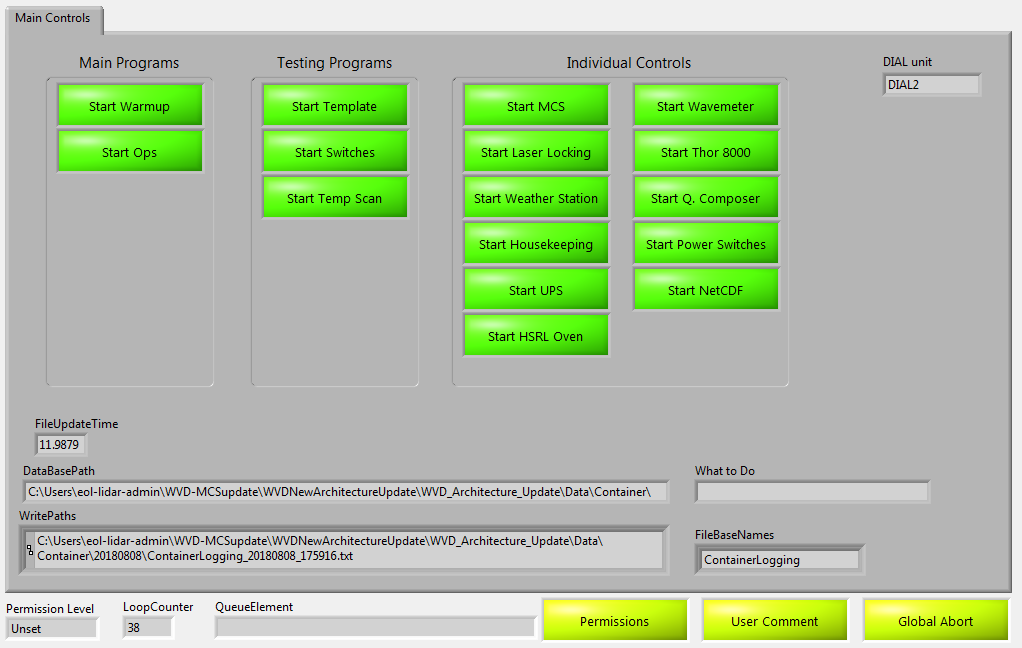 Main Controls
Main Programs
Start Warmup
Start Ops
Testing Programs
Start Template
Start Switches
Start Temp Scan
Individual Controls
Start MCS
Start Laser Locking
Start Weather Station
Start Housekeeping
Start UPS
Start HSRL Oven
Start Wavemeter
Start Thor 8000
Start Q. Composer
Start Power Switches
Start NetCDF
DIAL unit
DIAL2
FileUpdateTime
11.9879
DataBasePath
C:\Users\eol-lidar-admin\WVD-MCSupdate\WVDNewArchitectureUpdate\WVD_Architecture_Update\Data\Container\
WritePaths
C:\Users\eol-lidar-admin\WVD-MCSupdate\WVDNewArchitectureUpdate\WVD_Architecture_Update\Data\
Container\20180808\ContainerLogging_20180808_175916.txt
What to Do
FileBaseNames
ContainerLogging
Permission Level
Unset
LoopCounter
38
QueueElement
Permissions
User Comment
Global Abort